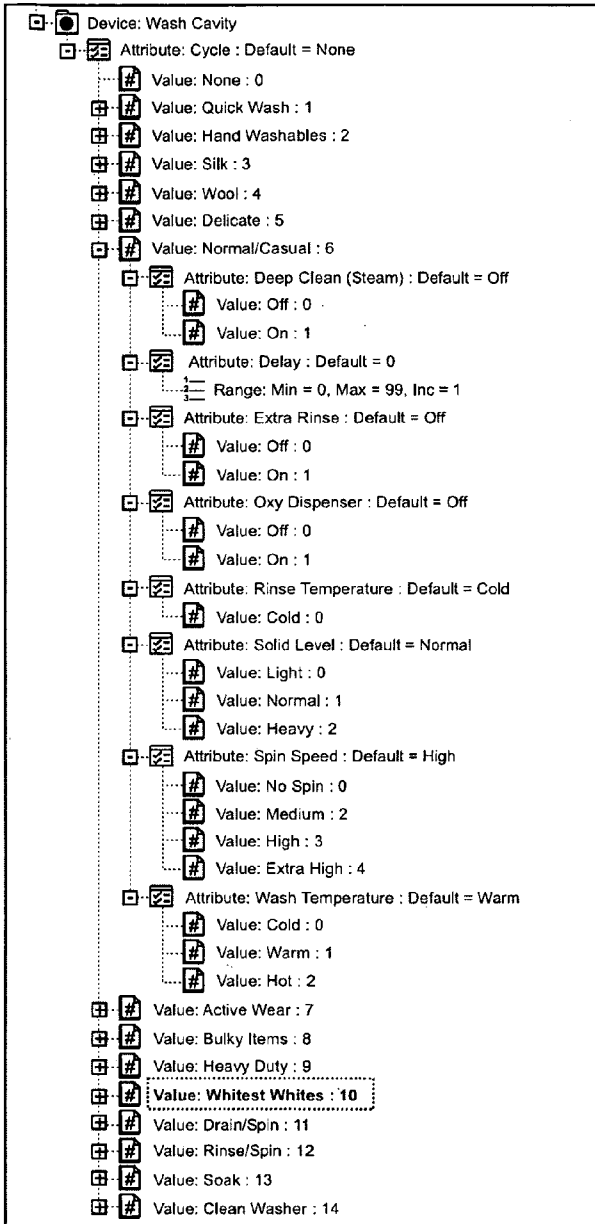 Device: Wash Cavity
Attribute: Cycle : Default = None
# Value: None : 0
# Value: Quick Wash : 1
# Value: Hand Washables : 2
# Value: Silk : 3
# Value: Wool : 4
# Value: Delicate : 5
# Value: Normal/Casual : 6
Attribute: Deep Clean (Steam) : Default = Off
# Value: Off : 0
# Value: On : 1
Attribute: Delay : Default = 0
1 2 3 Range: Min = 0, Max = 99, Inc = 1
Attribute: Extra Rinse : Default = Off
# Value: Off : 0
# Value: On : 1
Attribute: Oxy Dispenser : Default = Off
# Value: Off : 0
# Value: On : 1
Attribute: Rinse Temperature : Default = Cold
# Value: Cold : 0
Attribute: Solid Level : Default = Normal
# Value: Light : 0
# Value: Normal : 1
# Value: Heavy : 2
Attribute: Spin Speed : Default = High
# Value: No Spin : 0
# Value: Medium : 2
# Value: High : 3
# Value: Extra High : 4
Attribute: Wash Temperature : Default = Warm
# Value: Cold : 0
# Value: Warm : 1
# Value: Hot : 2
# Value: Active Wear : 7
# Value: Bulky Items : 8
# Value: Heavy Duty : 9
# Value: Whitest Whites : 10
# Value: Drain/Spin : 11
# Value: Rinse/Spin : 12
# Value: Soak : 13
# Value: Clean Washer : 14